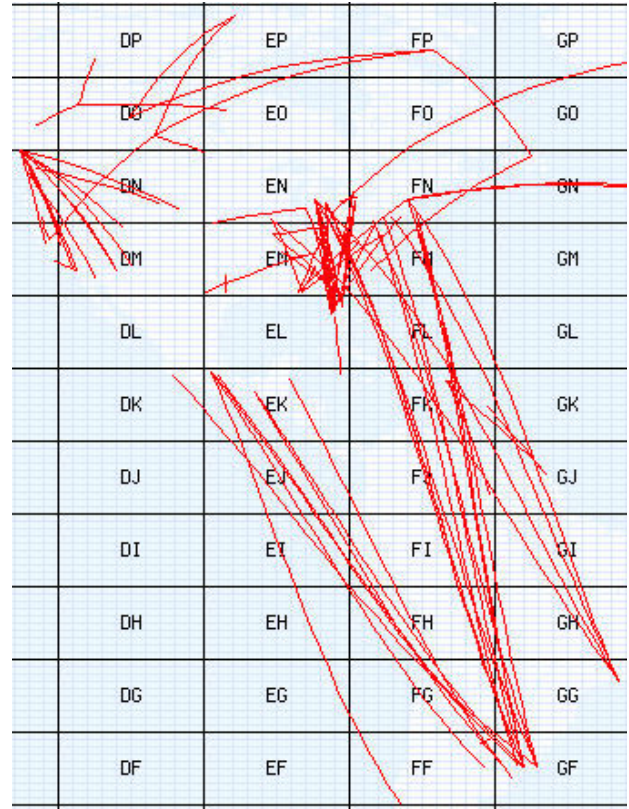 DP EP FP GP
DO EO FO GO
DN EN FN GN
DM EM FM GM
DL EL FL GL
DK EK FK GK
DJ EJ FJ GJ
DI EI FI GI
DH EH FH GH
DG EG FG GG
DF EF FF GF